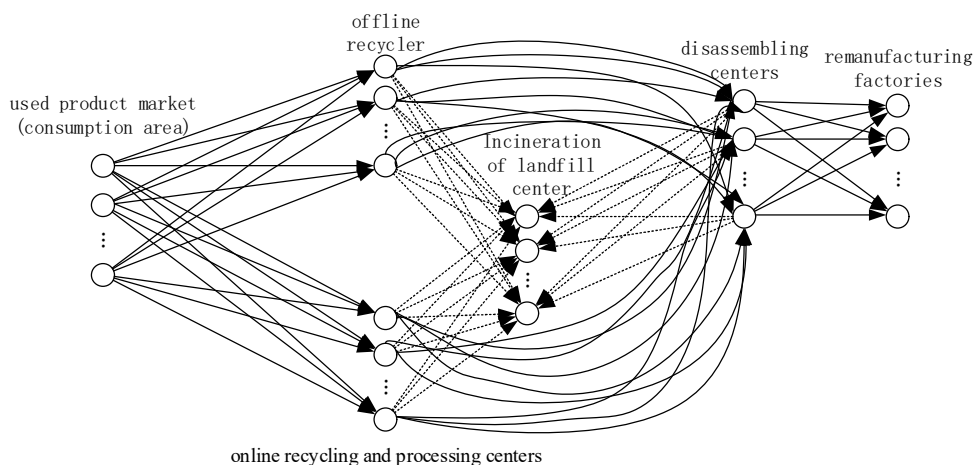 offline
recycler
disassembling
centers
remanufacturing
factories
used product market
(consumption area)
Incineration
of landfill
center
online recycling and processing centers